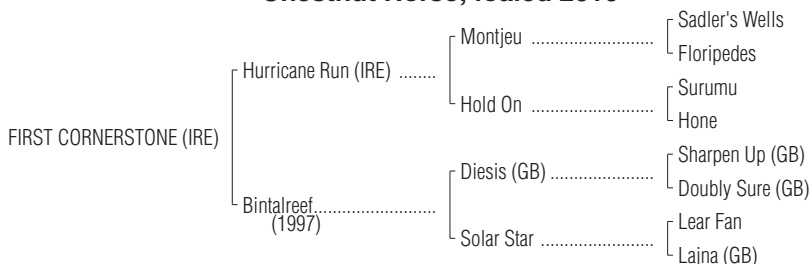 Sadler's Wells
Montjeu ..............................
Floripedes
Hurricane Run (IRE) ........
Surumu
Hold On ..............................
Hone
FIRST CORNERSTONE (IRE)
Sharpen Up (GB)
Diesis (GB) .........................
Doubly Sure (GB)
Bintalreef..............................
(1997)
Lear Fan
Solar Star ...........................
Laina (GB)